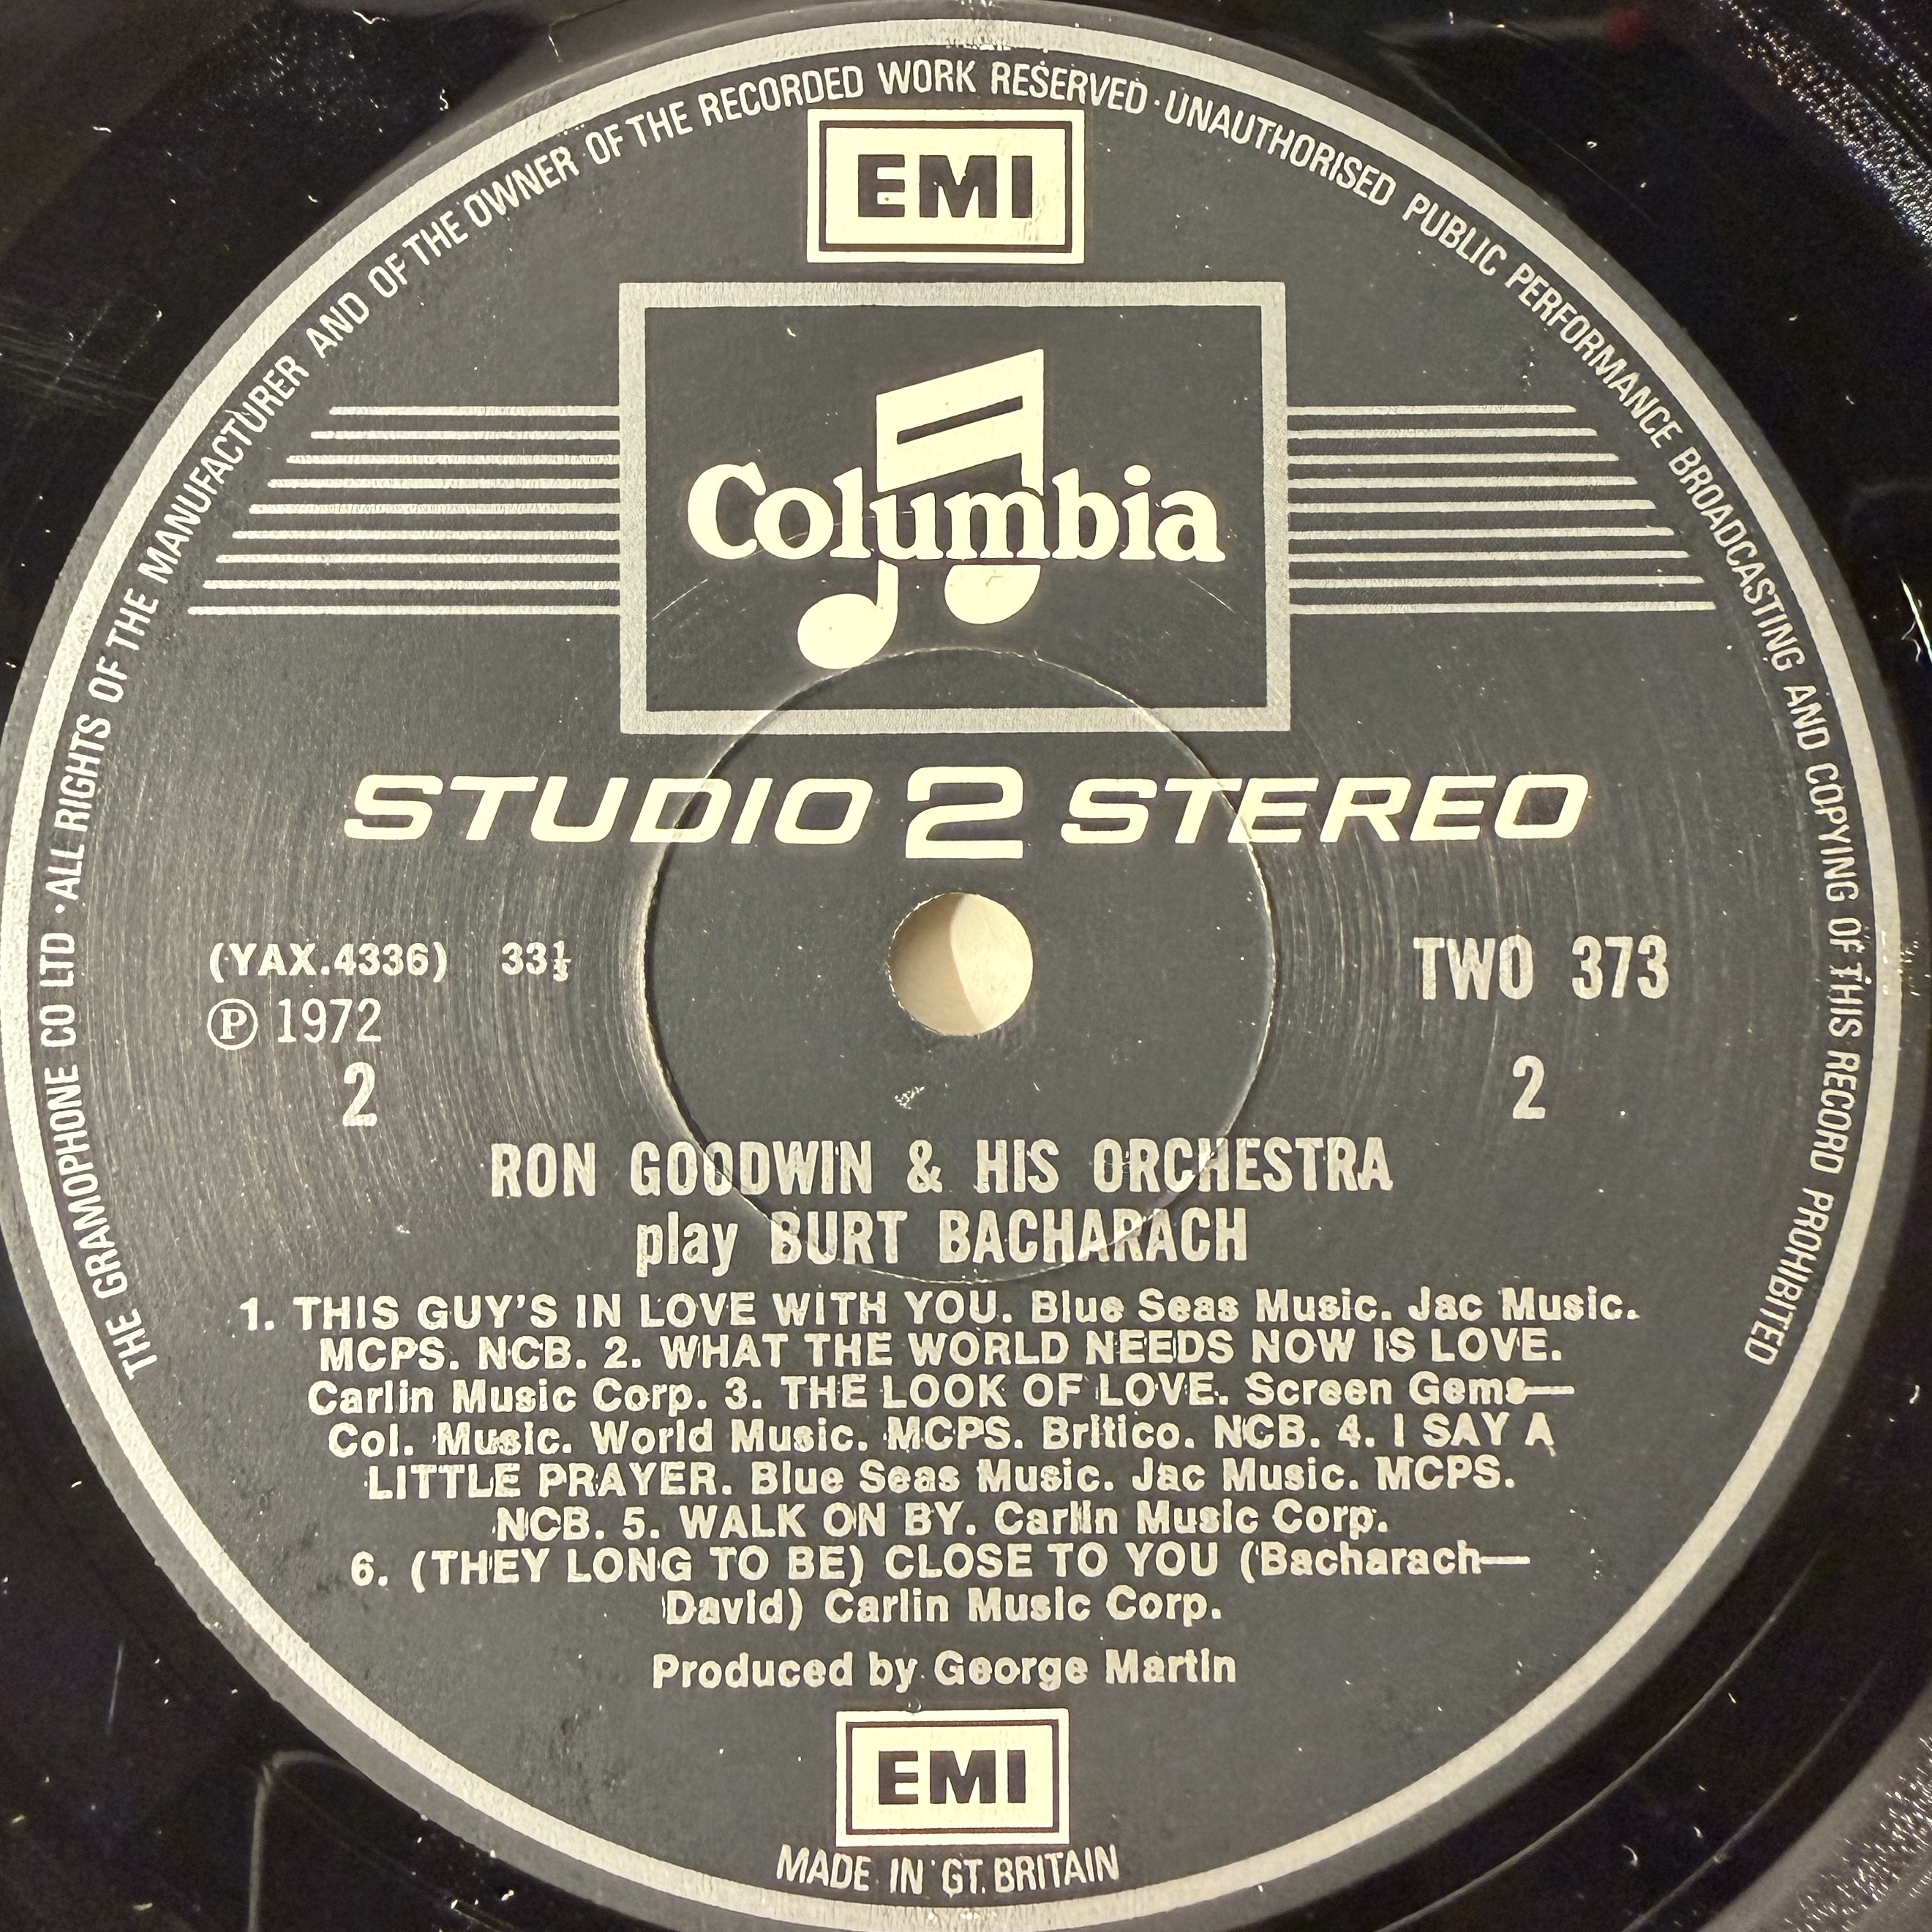 THE GRAMOPHONE CO LTD · ALL RIGHTS OF THE MANUFACTURER AND OF THE OWNER OF THE RECORDED WORK RESERVED · UNAUTHORISED PUBLIC PERFORMANCE BROADCASTING AND COPYING OF THIS RECORD PROHIBITED
EMI
Columbia
STUDIO 2 STEREO
(YAX.4336) 33⅓
TWO 373
Ⓟ 1972
2
2
RON GOODWIN & HIS ORCHESTRA
play BURT BACHARACH
1. THIS GUY'S IN LOVE WITH YOU. Blue Seas Music. Jac Music.
MCPS. NCB. 2. WHAT THE WORLD NEEDS NOW IS LOVE.
Carlin Music Corp. 3. THE LOOK OF LOVE. Screen Gems—
Col. Music. World Music. MCPS. Britico. NCB. 4. I SAY A
LITTLE PRAYER. Blue Seas Music. Jac Music. MCPS.
NCB. 5. WALK ON BY. Carlin Music Corp.
6. (THEY LONG TO BE) CLOSE TO YOU (Bacharach—
David) Carlin Music Corp.
Produced by George Martin
EMI
MADE IN GT. BRITAIN